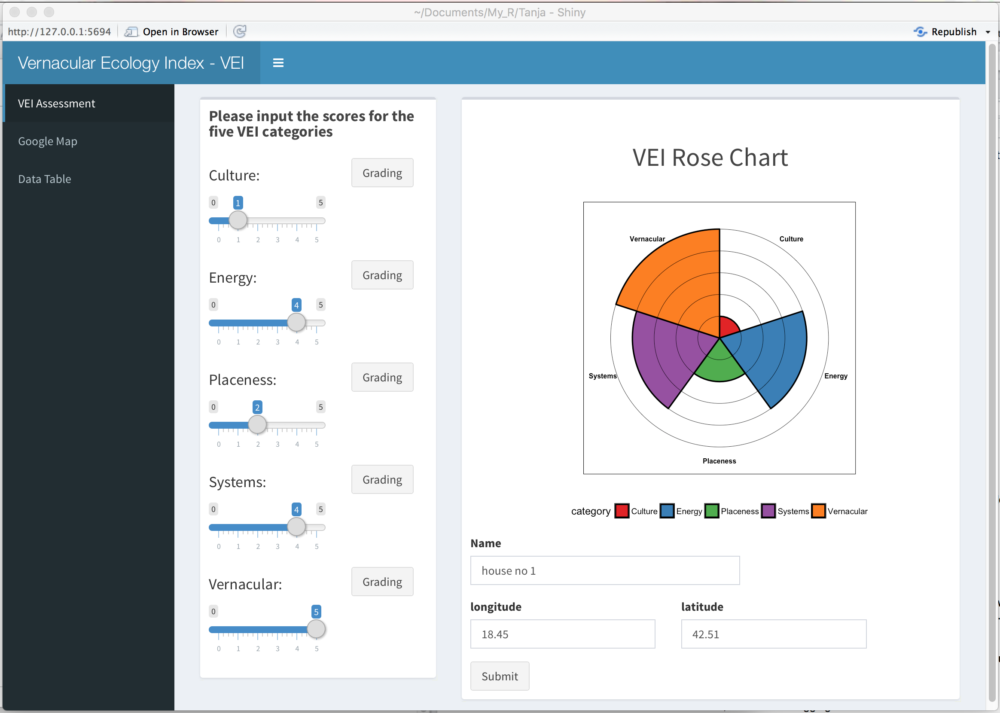 ~/Documents/My_R/Tanja - Shiny
http://127.0.0.1:5694 Open in Browser Republish
Vernacular Ecology Index - VEI
VEI Assessment
Google Map
Data Table
Please input the scores for the
five VEI categories
Culture: Grading
0 1 5
0 1 2 3 4 5
Energy: Grading
0 4 5
0 1 2 3 4 5
Placeness: Grading
0 2 5
0 1 2 3 4 5
Systems: Grading
0 4 5
0 1 2 3 4 5
Vernacular: Grading
0 5
0 1 2 3 4 5
VEI Rose Chart
Vernacular Culture
Systems Energy
Placeness
category Culture Energy Placeness Systems Vernacular
Name
house no 1
longitude latitude
18.45 42.51
Submit